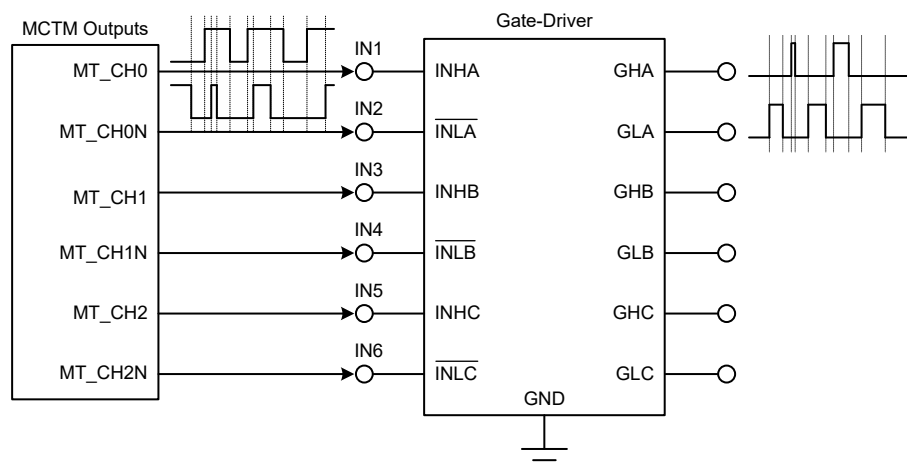 MCTM Outputs
Gate-Driver
MT_CH0
IN1
INHA
GHA
MT_CH0N
IN2
INLA
GLA
MT_CH1
IN3
INHB
GHB
MT_CH1N
IN4
INLB
GLB
MT_CH2
IN5
INHC
GHC
MT_CH2N
IN6
INLC
GLC
GND